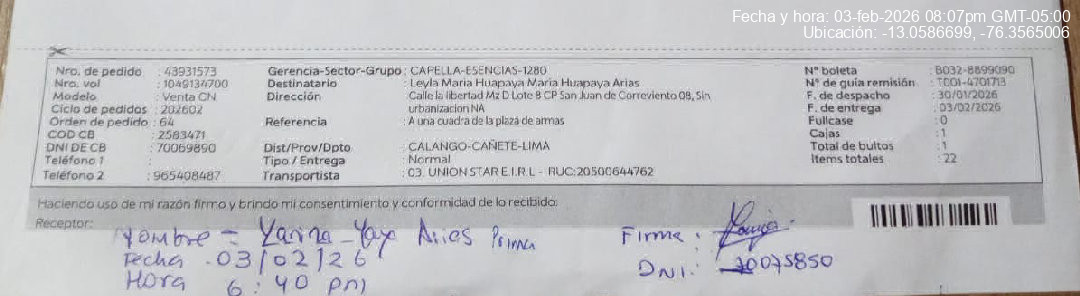 Fecha y hora: 03-feb-2026 08:07pm GMT-05:00
Ubicación: -13.0586699, -76.3565006
Nro. de pedido : 43931573 Gerencia-Sector-Grupo : CAPELLA-ESENCIAS-1280 N° boleta : B032-8899090
Nro. vol : 1049134700 Destinatario : Leyla Maria Huapaya Maria Huapaya Arias N° de guía remisión : T001-4701713
Modelo : Venta CN Dirección : Calle la libertad Mz D Lote 8 CP San Juan de Correviento 08, Sin F. de despacho : 30/01/2026
Ciclo de pedidos : 202602 urbanizacion NA F. de entrega : 03/02/2026
Orden de pedido : 64 Referencia : A una cuadra de la plaza de armas Fullcase : 0
COD CB : 2583471 Cajas : 1
DNI DE CB : 70069890 Dist/Prov/Dpto : CALANGO-CAÑETE-LIMA Total de bultos : 1
Teléfono 1 : Tipo / Entrega : Normal Items totales : 22
Teléfono 2 : 965408487 Transportista : 03. UNION STAR E.I.R.L - RUC:20500644762
Haciendo uso de mi razón firmo y brindo mi consentimiento y conformidad de lo recibido.
Receptor:
Nombre = Yarina Yaya Arias Prima Firma :
Fecha . 03/02/26 DNI : 70075850
Hora 6:40 pm